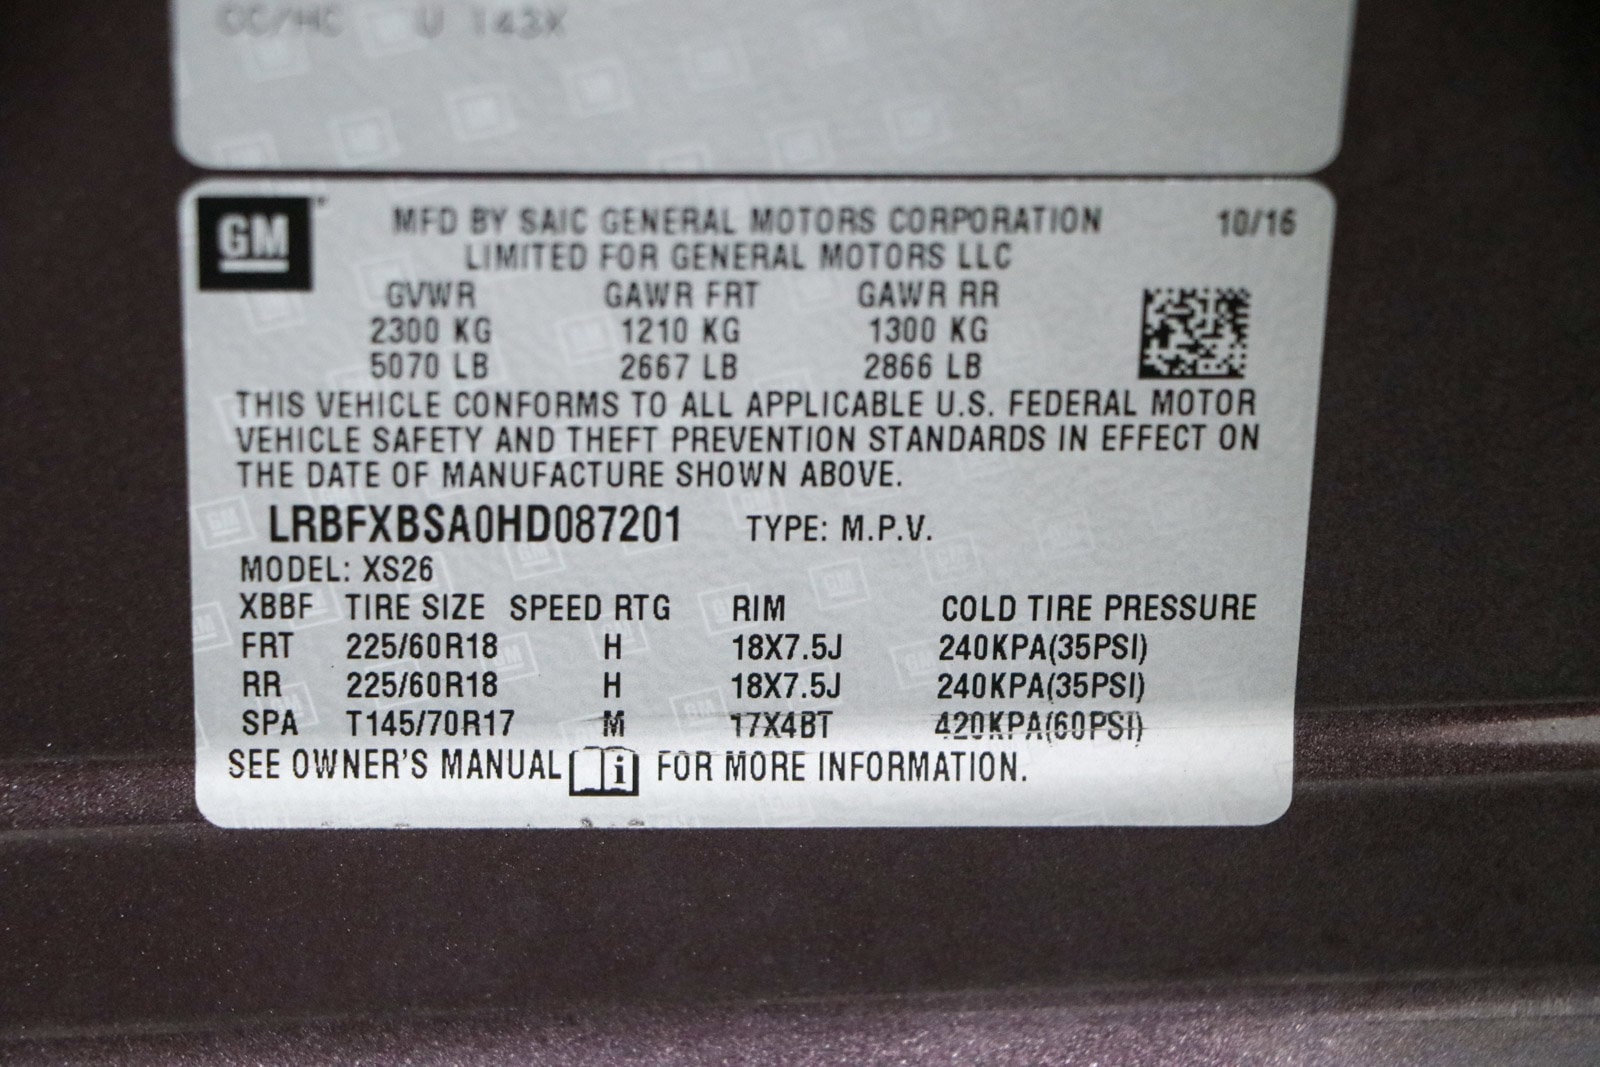 OC/HC U 143X
GM
MFD BY SAIC GENERAL MOTORS CORPORATION 10/16
LIMITED FOR GENERAL MOTORS LLC
GVWR GAWR FRT GAWR RR
2300 KG 1210 KG 1300 KG
5070 LB 2667 LB 2866 LB
THIS VEHICLE CONFORMS TO ALL APPLICABLE U.S. FEDERAL MOTOR
VEHICLE SAFETY AND THEFT PREVENTION STANDARDS IN EFFECT ON
THE DATE OF MANUFACTURE SHOWN ABOVE.
LRBFXBSA0HD087201 TYPE: M.P.V.
MODEL: XS26
XBBF TIRE SIZE SPEED RTG RIM COLD TIRE PRESSURE
FRT 225/60R18 H 18X7.5J 240KPA(35PSI)
RR 225/60R18 H 18X7.5J 240KPA(35PSI)
SPA T145/70R17 M 17X4BT 420KPA(60PSI)
SEE OWNER'S MANUAL i FOR MORE INFORMATION.